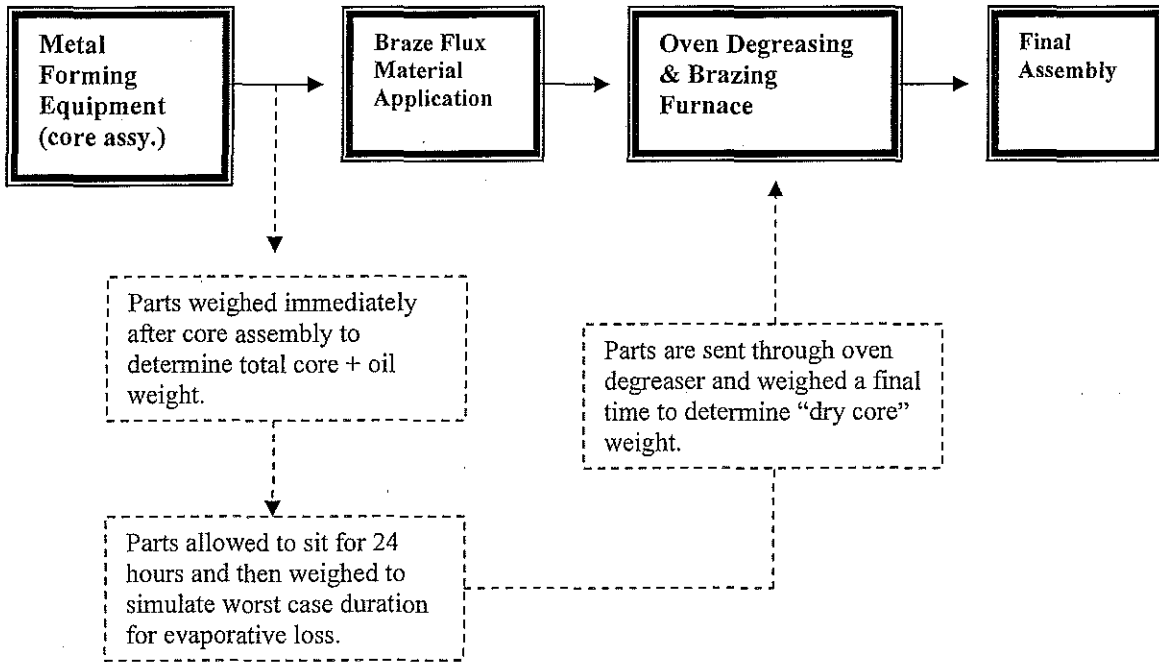 Metal
Forming
Equipment
(core assy.)
Braze Flux
Material
Application
Oven Degreasing
& Brazing
Furnace
Final
Assembly
Parts weighed immediately
after core assembly to
determine total core + oil
weight.
Parts are sent through oven
degreaser and weighed a final
time to determine “dry core”
weight.
Parts allowed to sit for 24
hours and then weighed to
simulate worst case duration
for evaporative loss.